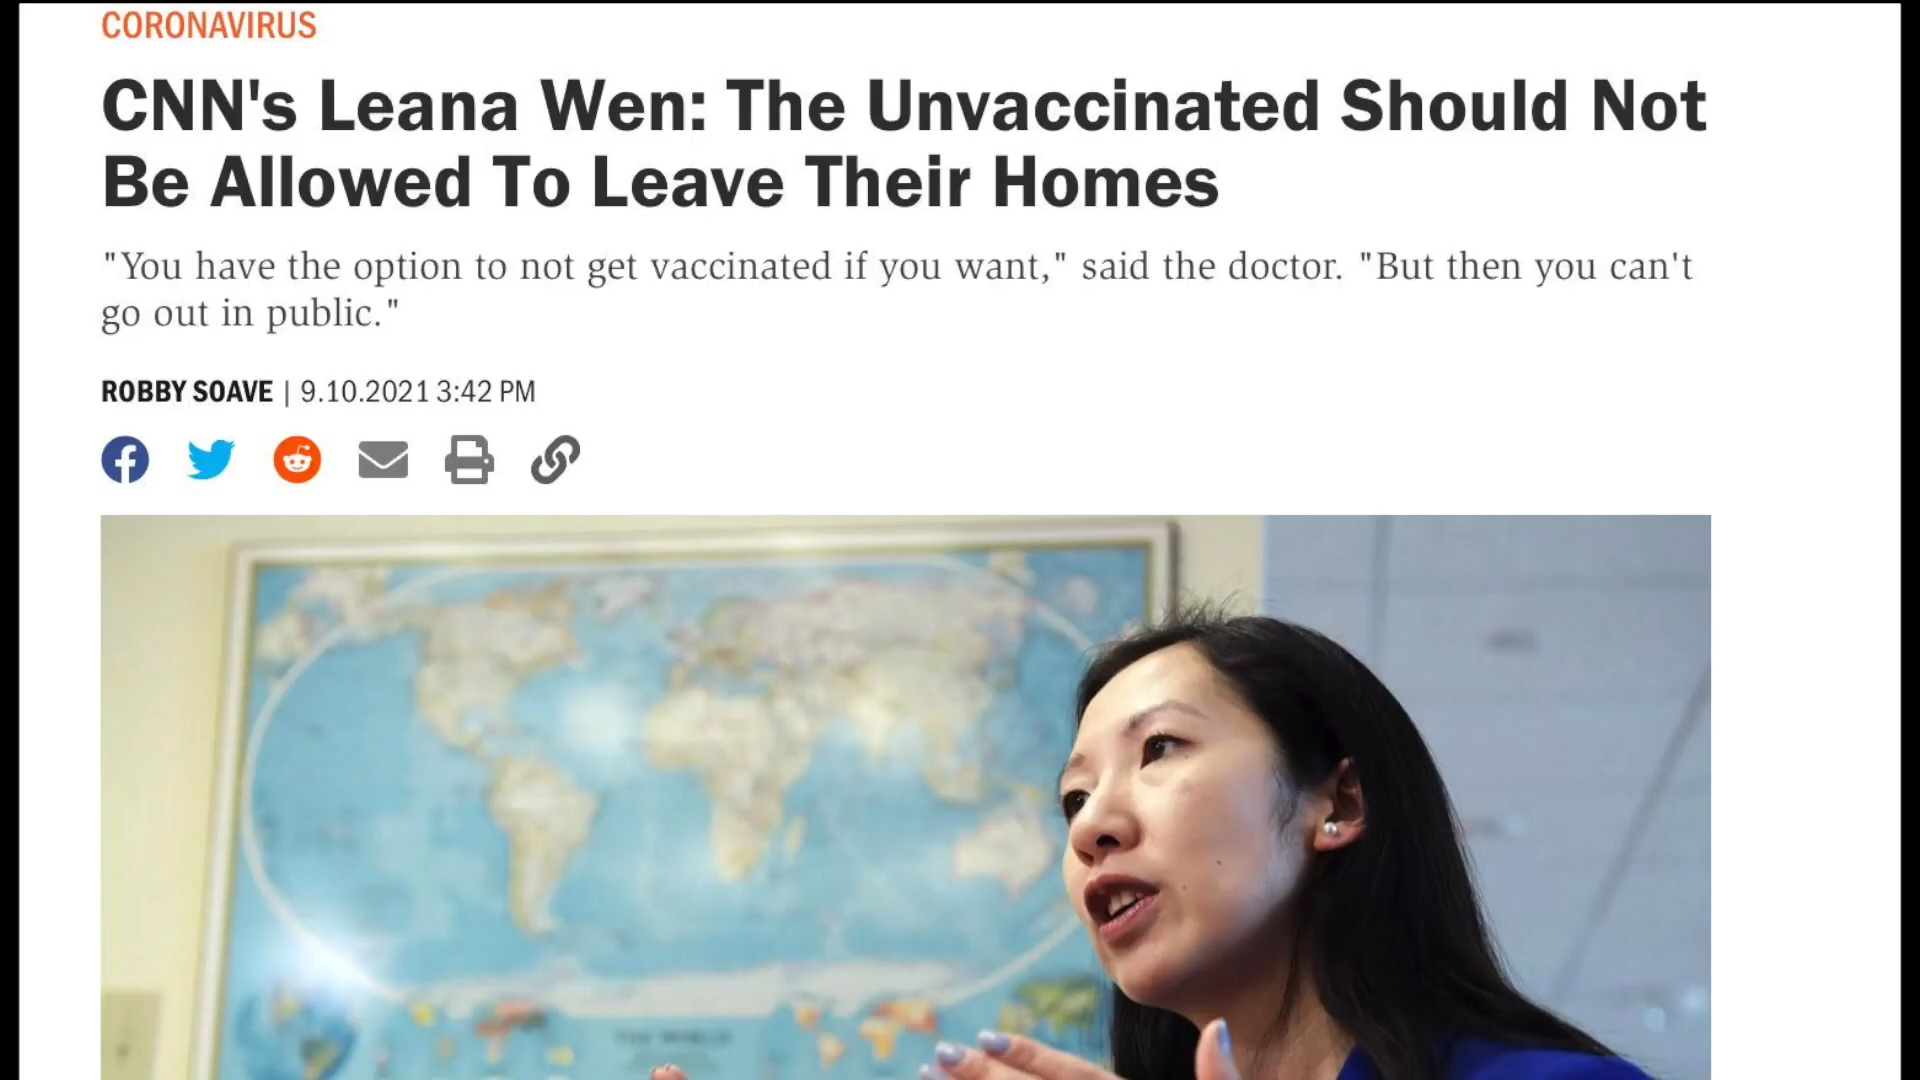 CORONAVIRUS
CNN's Leana Wen: The Unvaccinated Should Not
Be Allowed To Leave Their Homes
"You have the option to not get vaccinated if you want," said the doctor. "But then you can't
go out in public."
ROBBY SOAVE | 9.10.2021 3:42 PM
THE WORLD